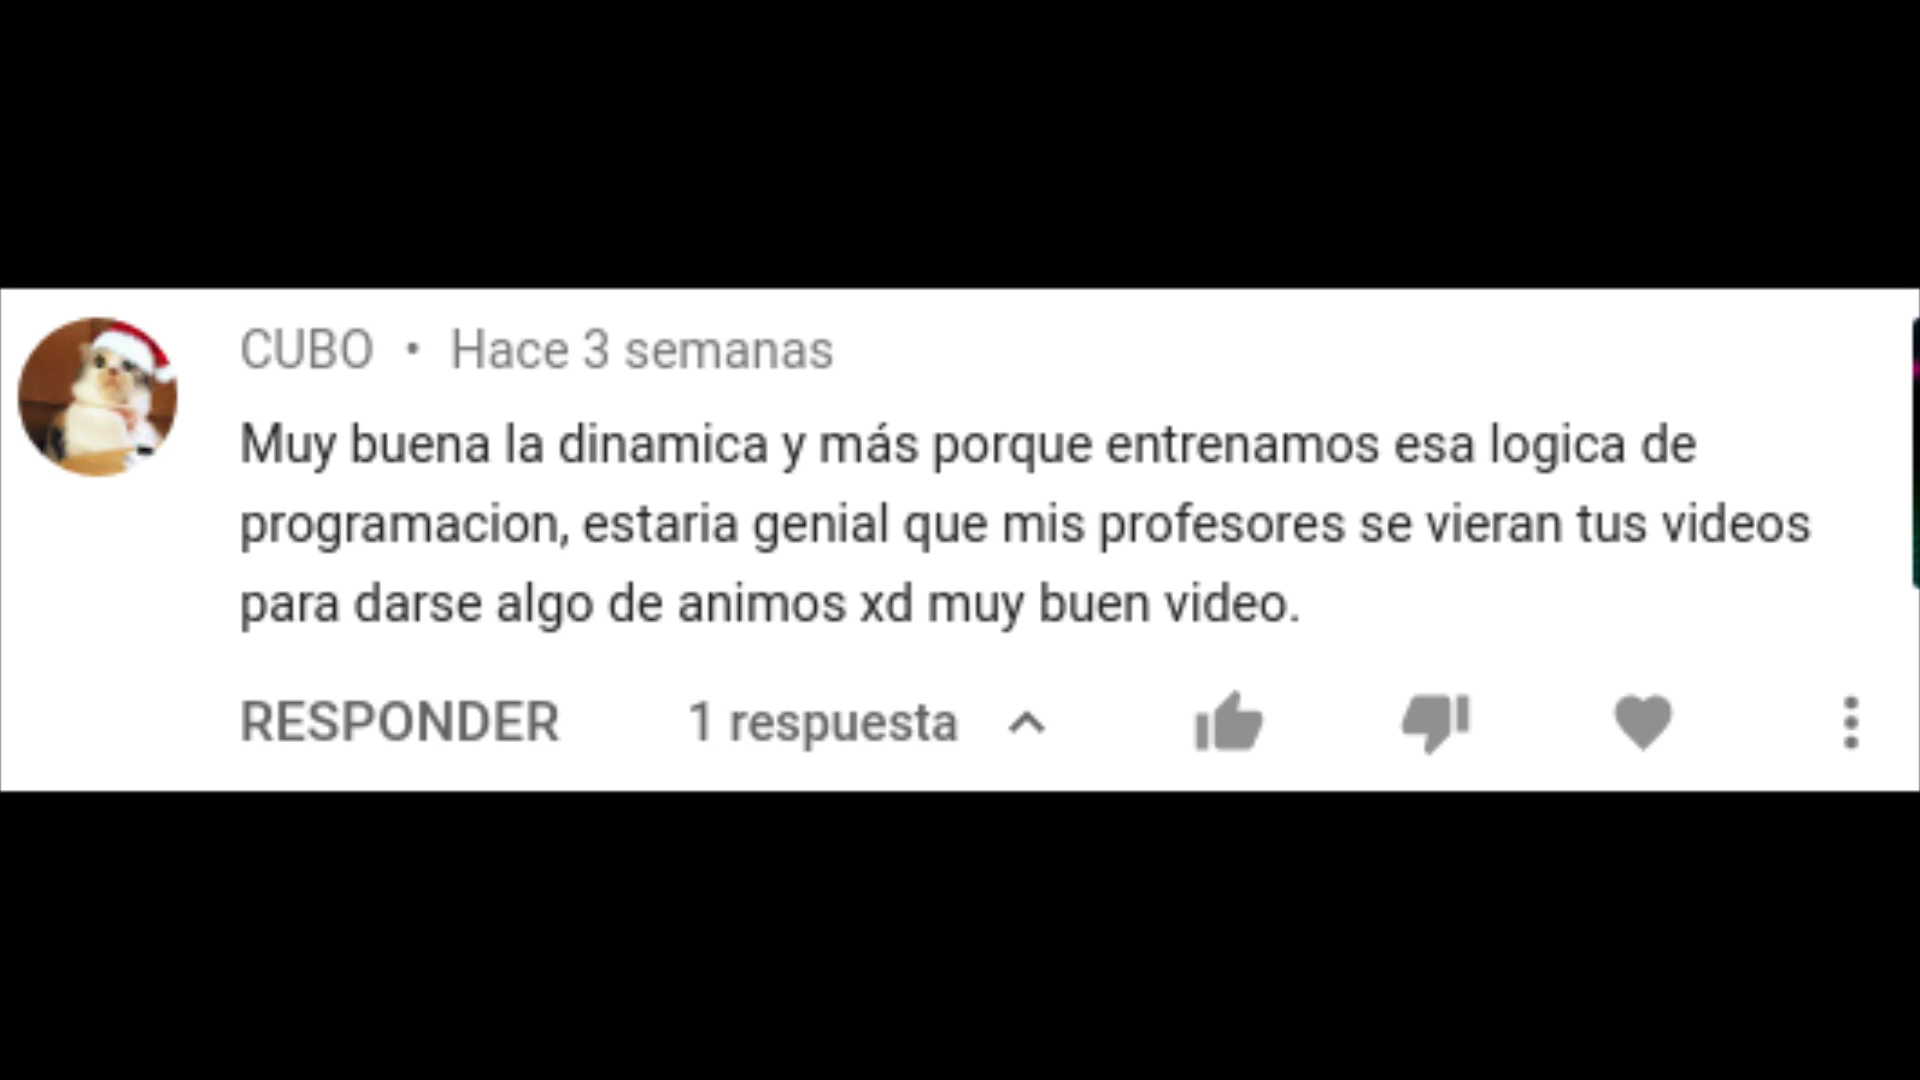 CUBO • Hace 3 semanas
Muy buena la dinamica y más porque entrenamos esa logica de
programacion, estaria genial que mis profesores se vieran tus videos
para darse algo de animos xd muy buen video.
RESPONDER 1 respuesta